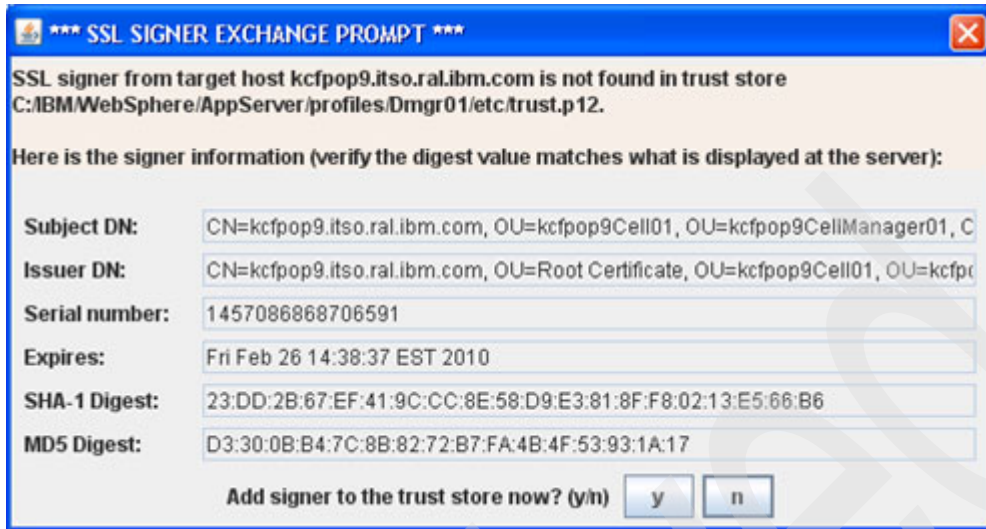 *** SSL SIGNER EXCHANGE PROMPT ***
SSL signer from target host kcfpop9.itso.ral.ibm.com is not found in trust store
C:/IBM/WebSphere/AppServer/profiles/Dmgr01/etc/trust.p12.
Here is the signer information (verify the digest value matches what is displayed at the server):
Subject DN: CN=kcfpop9.itso.ral.ibm.com, OU=kcfpop9Cell01, OU=kcfpop9CellManager01, C
Issuer DN: CN=kcfpop9.itso.ral.ibm.com, OU=Root Certificate, OU=kcfpop9Cell01, OU=kcfpo
Serial number: 1457086868706591
Expires: Fri Feb 26 14:38:37 EST 2010
SHA-1 Digest: 23:DD:2B:67:EF:41:9C:CC:8E:58:D9:E3:81:8F:F8:02:13:E5:66:B6
MD5 Digest: D3:30:0B:B4:7C:8B:82:72:B7:FA:4B:4F:53:93:1A:17
Add signer to the trust store now? (y/n) y n